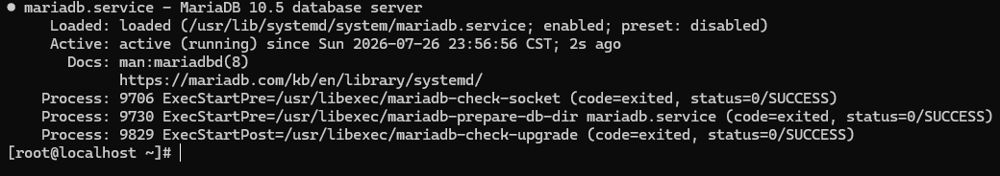 ● mariadb.service - MariaDB 10.5 database server
     Loaded: loaded (/usr/lib/systemd/system/mariadb.service; enabled; preset: disabled)
     Active: active (running) since Sun 2026-07-26 23:56:56 CST; 2s ago
       Docs: man:mariadbd(8)
             https://mariadb.com/kb/en/library/systemd/
    Process: 9706 ExecStartPre=/usr/libexec/mariadb-check-socket (code=exited, status=0/SUCCESS)
    Process: 9730 ExecStartPre=/usr/libexec/mariadb-prepare-db-dir mariadb.service (code=exited, status=0/SUCCESS)
    Process: 9829 ExecStartPost=/usr/libexec/mariadb-check-upgrade (code=exited, status=0/SUCCESS)
[root@localhost ~]#